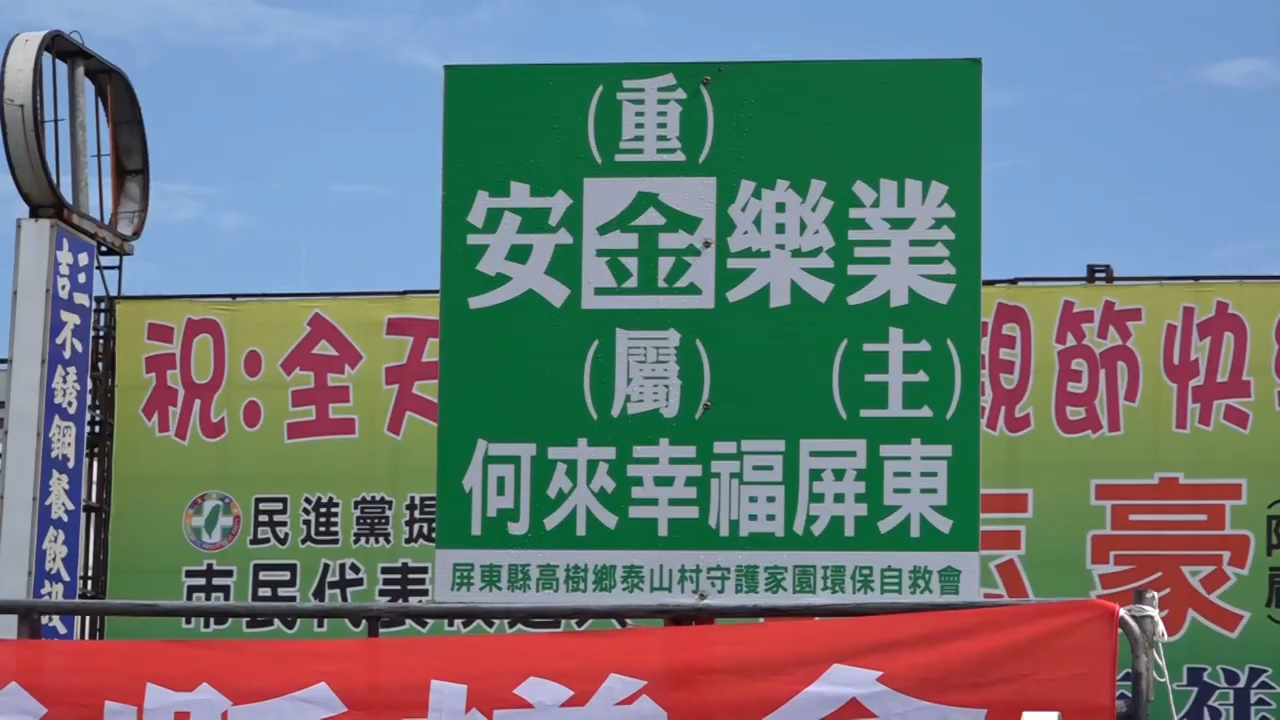 (重)
安金樂業
(屬) (主)
何來幸福屏東
屏東縣高樹鄉泰山村守護家園環保自救會
不銹鋼餐飲設
祝:全天
親節快
民進黨提
市民代表
志豪
祥